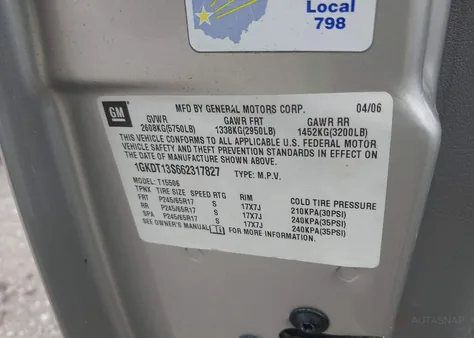 Local
798
GM
MFD BY GENERAL MOTORS CORP. 04/06
GVWR GAWR FRT GAWR RR
2608KG(5750LB) 1338KG(2950LB) 1452KG(3200LB)
THIS VEHICLE CONFORMS TO ALL APPLICABLE U.S. FEDERAL MOTOR
VEHICLE SAFETY AND THEFT PREVENTION STANDARDS IN EFFECT ON
THE DATE OF MANUFACTURE SHOWN ABOVE.
1GKDT13S662317827 TYPE: M.P.V.
MODEL: T15506
TPNX TIRE SIZE SPEED RTG RIM COLD TIRE PRESSURE
FRT P245/65R17 S 17X7J 210KPA(30PSI)
RR P245/65R17 S 17X7J 240KPA(35PSI)
SPA P245/65R17 S 17X7J 240KPA(35PSI)
SEE OWNER'S MANUAL FOR MORE INFORMATION.
AUTASNAP